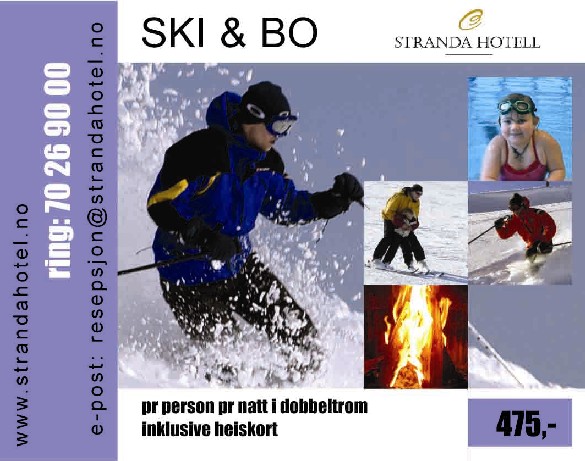 SKI & BO
STRANDA HOTELL
www.strandahotel.no
ring: 70 26 90 00
e-post: resepsjon@strandahotel.no
pr person pr natt i dobbeltrom
inklusive heiskort
475,-